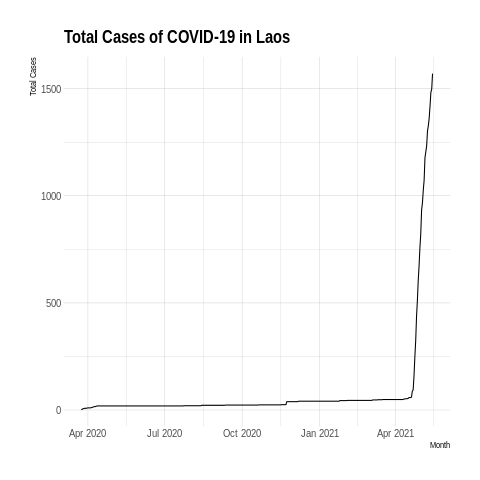 Total Cases of COVID-19 in Laos
Total Cases
1500
1000
500
0
Apr 2020 Jul 2020 Oct 2020 Jan 2021 Apr 2021
Month